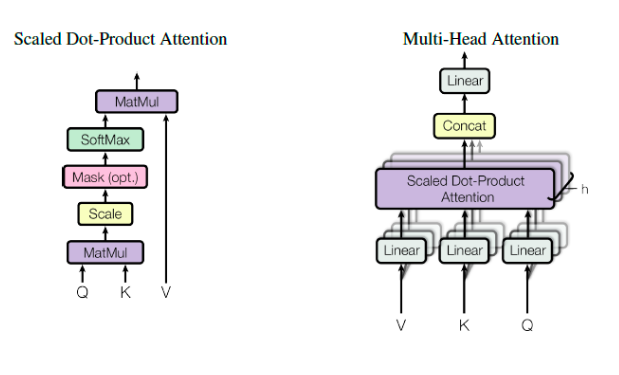 Scaled Dot-Product Attention
MatMul
SoftMax
Mask (opt.)
Scale
MatMul
Q K V
Multi-Head Attention
Linear
Concat
Scaled Dot-Product
Attention
h
Linear Linear Linear
V K Q